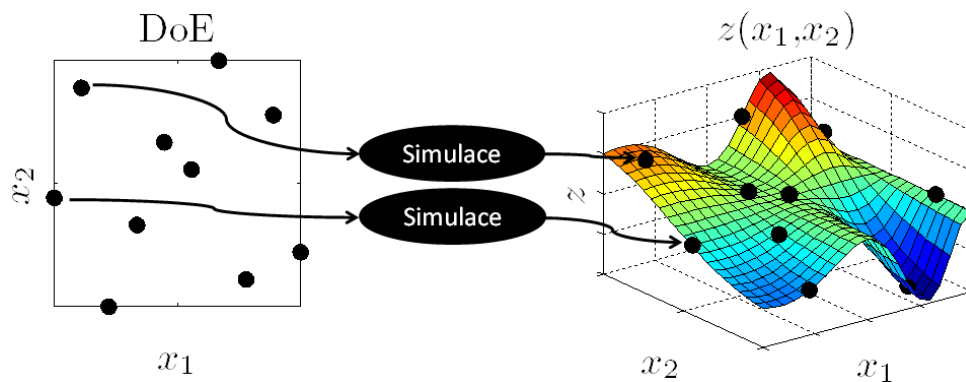 DoE
x₂
x₁
Simulace
Simulace
z(x₁,x₂)
z
x₂
x₁